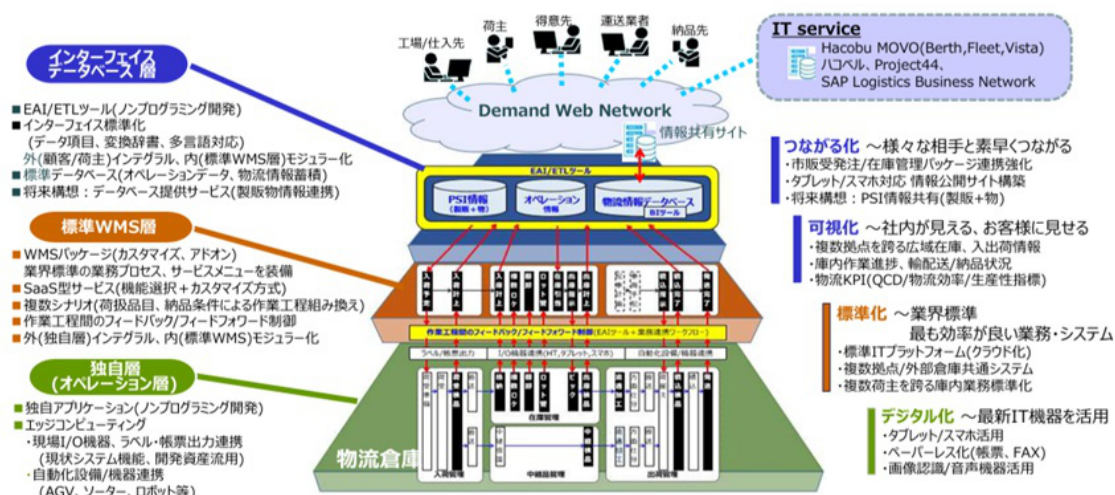 インターフェイス
データベース 層
■ EAI/ETLツール(ノンプログラミング開発)
■ インターフェイス標準化
(データ項目、変換辞書、多言語対応)
外(顧客/荷主)インテグラル、内(標準WMS層)モジュラー化
■ 標準データベース(オペレーションデータ、物流情報蓄積)
■ 将来構想：データベース提供サービス(製販物情報連携)
標準WMS層
■ WMSパッケージ(カスタマイズ、アドオン)
業界標準の業務プロセス、サービスメニューを装備
■ SaaS型サービス(機能選択＋カスタマイズ方式)
■ 複数シナリオ(荷扱品目、納品条件による作業工程組み換え)
■ 作業工程間のフィードバック/フィードフォワード制御
■ 外(独自層)インテグラル、内(標準WMS)モジュラー化
独自層
(オペレーション層)
■ 独自アプリケーション(ノンプログラミング開発)
■ エッジコンピューティング
・現場I/O機器、ラベル・帳票出力連携
(現状システム機能、開発資産流用)
・自動化設備/機器連携
(AGV、ソーター、ロボット等)
工場/仕入先
荷主
得意先
運送業者
納品先
Demand Web Network
情報共有サイト
EAI/ETLツール
PSI情報
(製販＋物)
オペレーション
情報
物流情報データベース
BIツール
作業工程間のフィードバック/フィードフォワード制御(EAIツール＋業務連携ワークフロー)
ラベル/帳票出力
I/O機器連携(HT、タブレット、スマホ)
自動化設備/機器連携
在庫管理
物流倉庫
入荷管理
中継品管理
出荷管理
IT service
Hacobu MOVO(Berth,Fleet,Vista)
ハコベル、Project44、
SAP Logistics Business Network
つながる化 ～様々な相手と素早くつながる
・市販受発注/在庫管理パッケージ連携強化
・タブレット/スマホ対応 情報公開サイト構築
・将来構想：PSI情報共有(製販＋物)
可視化 ～社内が見える、お客様に見せる
・複数拠点を跨る広域在庫、入出荷情報
・庫内作業進捗、輸配送/納品状況
・物流KPI(QCD/物流効率/生産性指標)
標準化 ～業界標準
最も効率が良い業務・システム
・標準ITプラットフォーム(クラウド化)
・複数拠点/外部倉庫共通システム
・複数荷主を跨る庫内業務標準化
デジタル化 ～最新IT機器を活用
・タブレット/スマホ活用
・ペーパーレス化(帳票、FAX)
・画像認識/音声機器活用